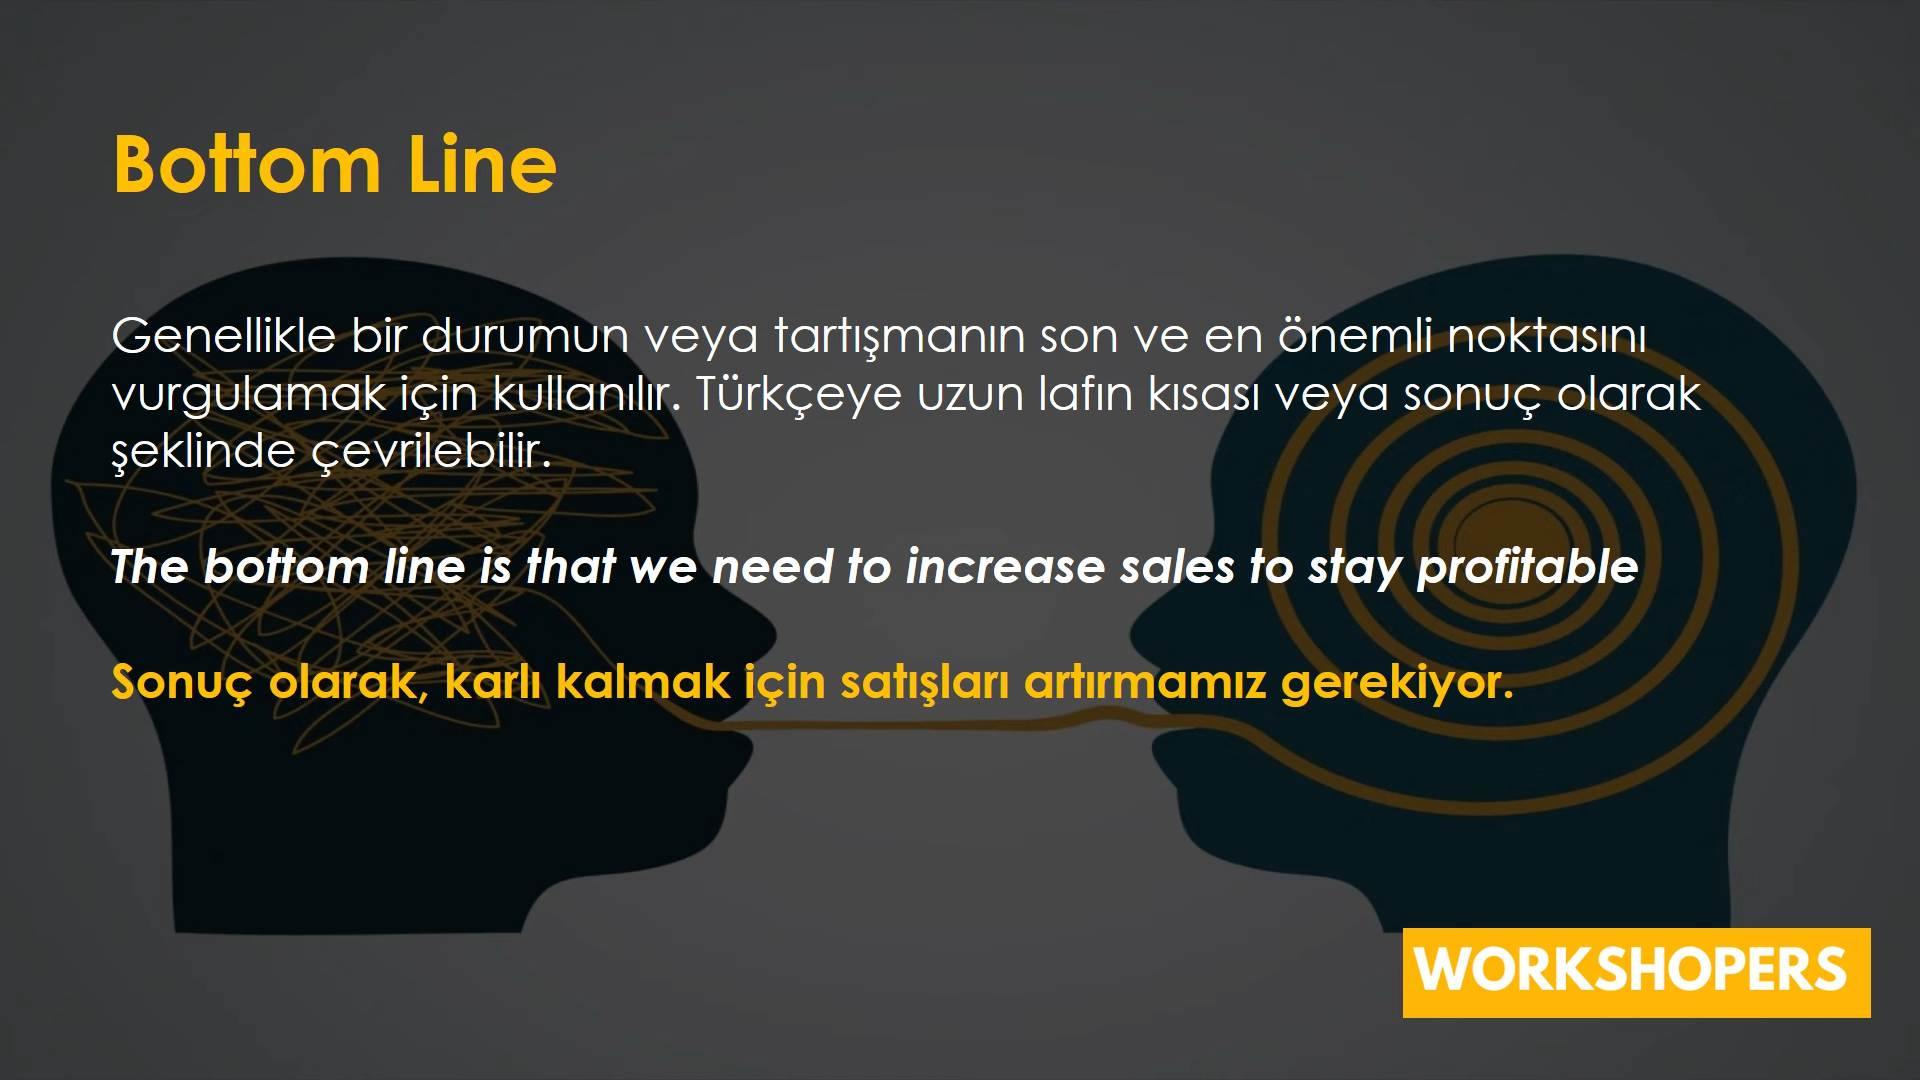 Bottom Line
Genellikle bir durumun veya tartışmanın son ve en önemli noktasını
vurgulamak için kullanılır. Türkçeye uzun lafın kısası veya sonuç olarak
şeklinde çevrilebilir.
The bottom line is that we need to increase sales to stay profitable
Sonuç olarak, karlı kalmak için satışları artırmamız gerekiyor.
WORKSHOPERS